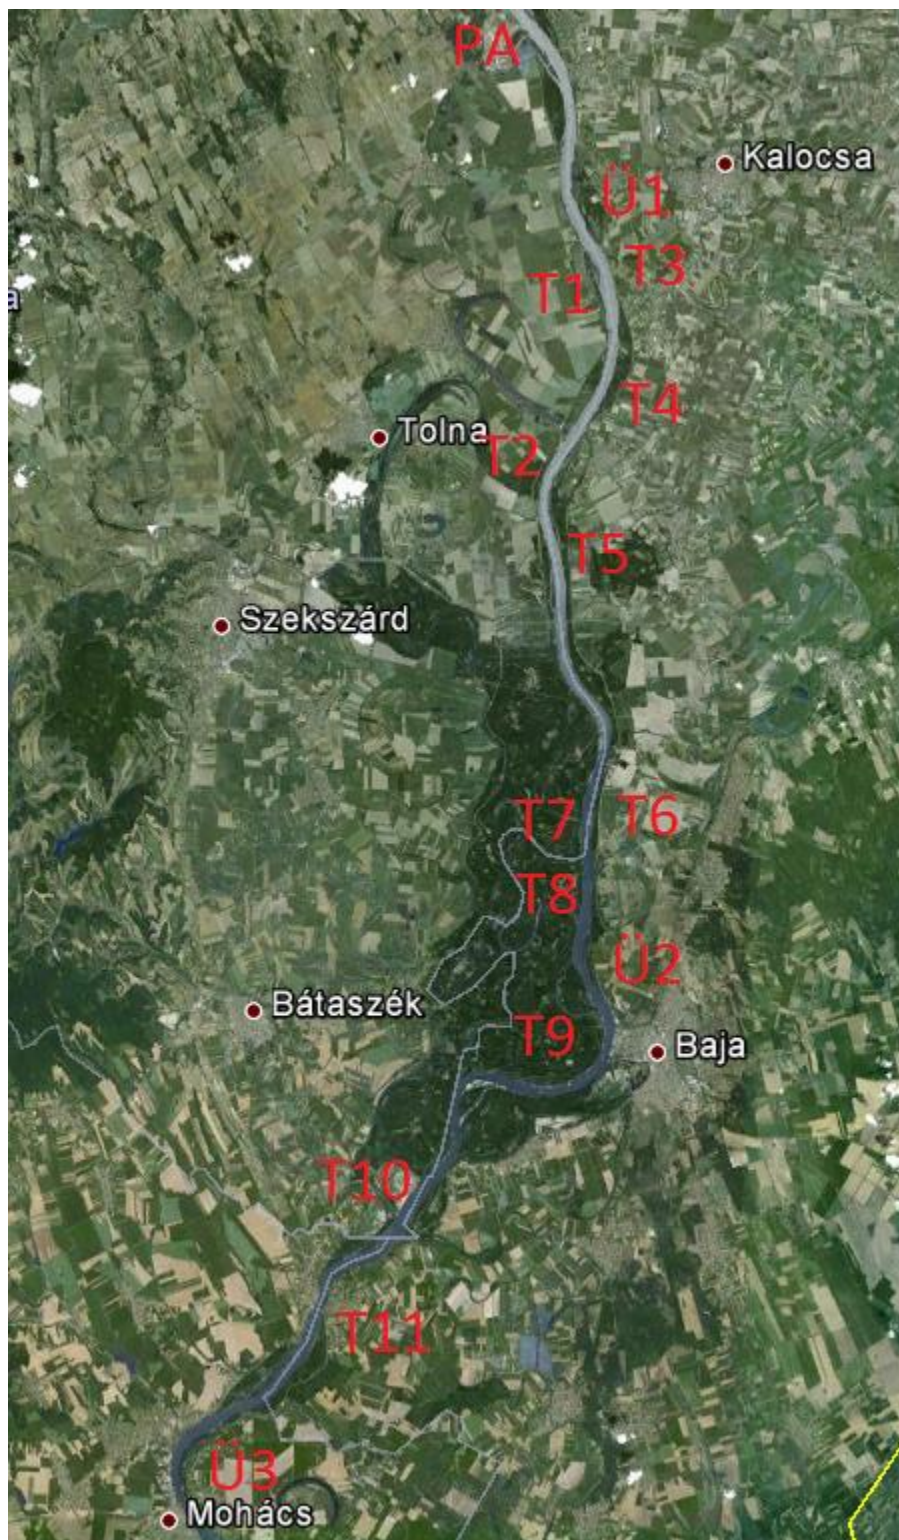 PA
Kalocsa
Ü1
T3
T1
a
T4
Tolna
T2
T5
Szekszárd
T7
T6
T8
Ü2
Bátaszék
T9
Baja
T10
T11
Ü3
Mohács